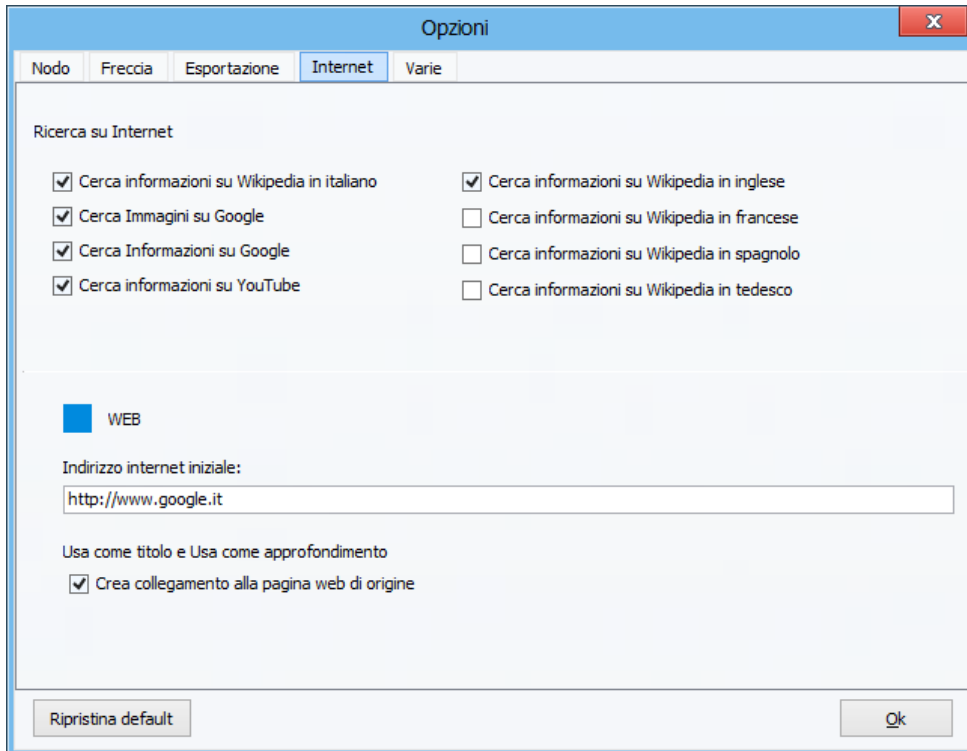 Opzioni
X
Nodo Freccia Esportazione Internet Varie
Ricerca su Internet
Cerca informazioni su Wikipedia in italiano
Cerca Immagini su Google
Cerca Informazioni su Google
Cerca informazioni su YouTube
Cerca informazioni su Wikipedia in inglese
Cerca informazioni su Wikipedia in francese
Cerca informazioni su Wikipedia in spagnolo
Cerca informazioni su Wikipedia in tedesco
WEB
Indirizzo internet iniziale:
http://www.google.it
Usa come titolo e Usa come approfondimento
Crea collegamento alla pagina web di origine
Ripristina default
Ok